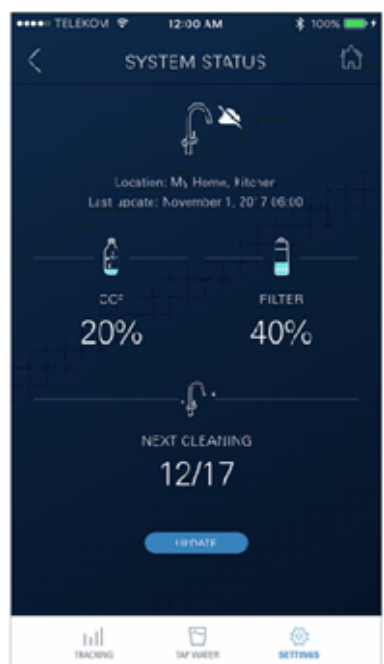 TELEKOM 12:00 AM 100%
SYSTEM STATUS
Location: My Home, Kitchen
Last update: November 1, 2017 06:00
CO² FILTER
20% 40%
NEXT CLEANING
12/17
UPDATE
TRACKING TAP WATER SETTINGS